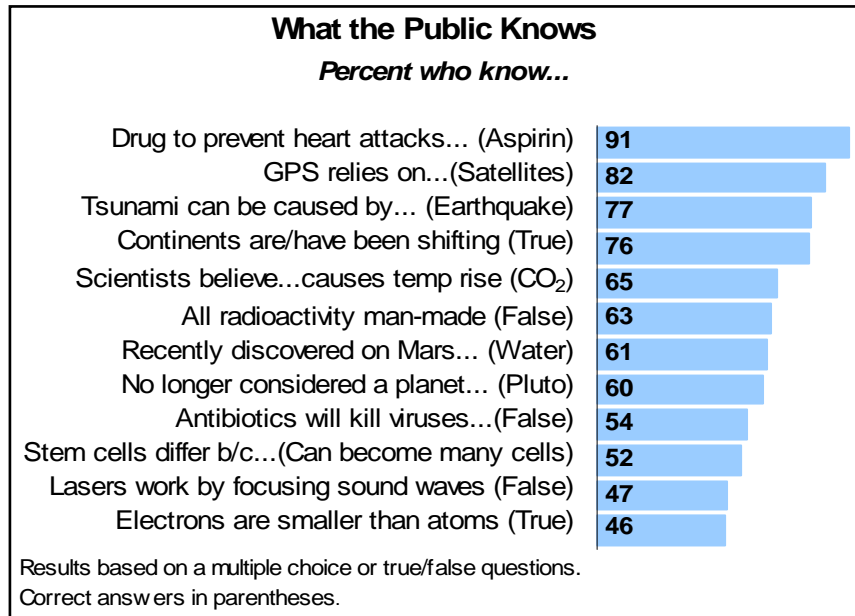 What the Public Knows
Percent who know...
Drug to prevent heart attacks... (Aspirin) 91
GPS relies on...(Satellites) 82
Tsunami can be caused by... (Earthquake) 77
Continents are/have been shifting (True) 76
Scientists believe...causes temp rise (CO₂) 65
All radioactivity man-made (False) 63
Recently discovered on Mars... (Water) 61
No longer considered a planet... (Pluto) 60
Antibiotics will kill viruses...(False) 54
Stem cells differ b/c...(Can become many cells) 52
Lasers work by focusing sound waves (False) 47
Electrons are smaller than atoms (True) 46
Results based on a multiple choice or true/false questions.
Correct answers in parentheses.